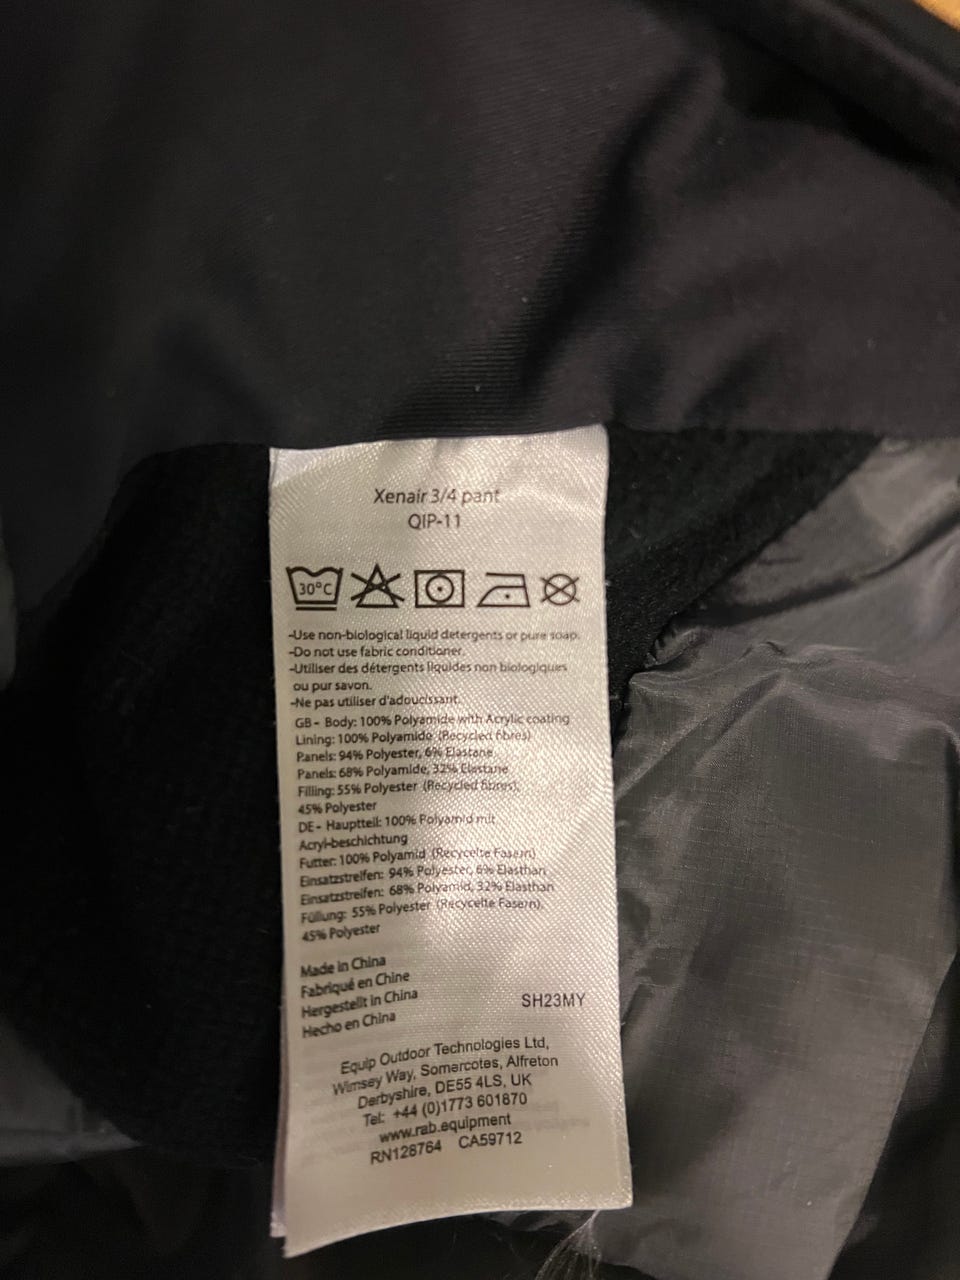 Xenair 3/4 pant
QIP-11
30°C
-Use non-biological liquid detergents or pure soap.
-Do not use fabric conditioner.
-Utiliser des détergents liquides non biologiques
ou pur savon.
-Ne pas utiliser d'adoucissant.
GB - Body: 100% Polyamide with Acrylic coating
Lining: 100% Polyamide (Recycled fibres)
Panels: 94% Polyester, 6% Elastane
Panels: 68% Polyamide, 32% Elastane
Filling: 55% Polyester (Recycled fibres),
45% Polyester
DE - Hauptteil: 100% Polyamid mit
Acryl-beschichtung
Futter: 100% Polyamid (Recycelte Fasern)
Einsatzstreifen: 94% Polyester, 6% Elasthan
Einsatzstreifen: 68% Polyamid, 32% Elasthan
Füllung: 55% Polyester (Recycelte Fasern),
45% Polyester
Made in China
Fabriqué en Chine
Hergestellt in China
Hecho en China
SH23MY
Equip Outdoor Technologies Ltd,
Wimsey Way, Somercotes, Alfreton
Derbyshire, DE55 4LS, UK
Tel: +44 (0)1773 601870
www.rab.equipment
RN128764 CA59712